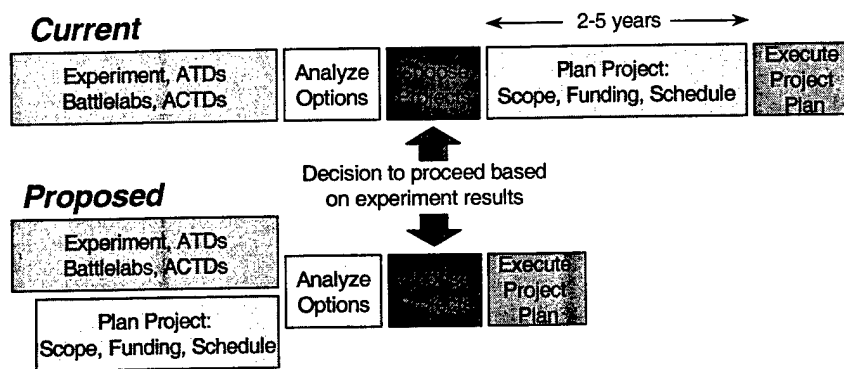 2-5 years
Current
Experiment, ATDs
Battlelabs, ACTDs
Analyze
Options
Plan Project:
Scope, Funding, Schedule
Execute
Project
Plan
Decision to proceed based
on experiment results
Proposed
Experiment, ATDs
Battlelabs, ACTDs
Plan Project:
Scope, Funding, Schedule
Analyze
Options
Execute
Project
Plan